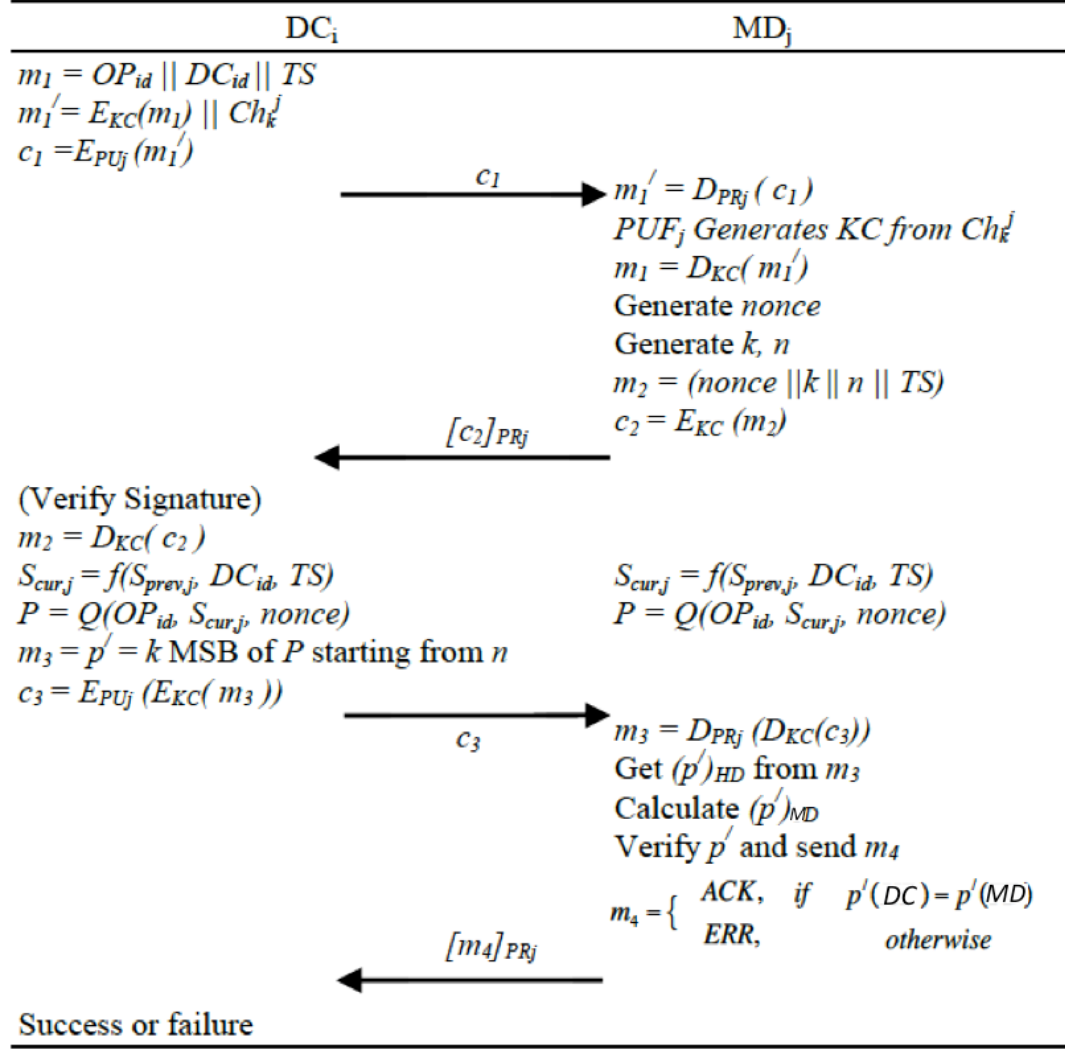 DCi MDj
m1 = OPid || DCid || TS
m1′ = EKC(m1) || Chkj
c1 =EPUj (m1′)
c1
m1′ = DPRj ( c1)
PUFj Generates KC from Chkj
m1 = DKC( m1′)
Generate nonce
Generate k, n
m2 = (nonce ||k || n || TS)
c2 = EKC (m2)
[c2]PRj
(Verify Signature)
m2 = DKC( c2 )
Scur,j = f(Sprev,j, DCid, TS) Scur,j = f(Sprev,j, DCid, TS)
P = Q(OPid, Scur,j, nonce) P = Q(OPid, Scur,j, nonce)
m3 = p′ = k MSB of P starting from n
c3 = EPUj (EKC( m3 ))
c3
m3 = DPRj (DKC(c3))
Get (p′)HD from m3
Calculate (p′)MD
Verify p′ and send m4
m4 = { ACK, if p′(DC) = p′(MD)
ERR, otherwise
[m4]PRj
Success or failure